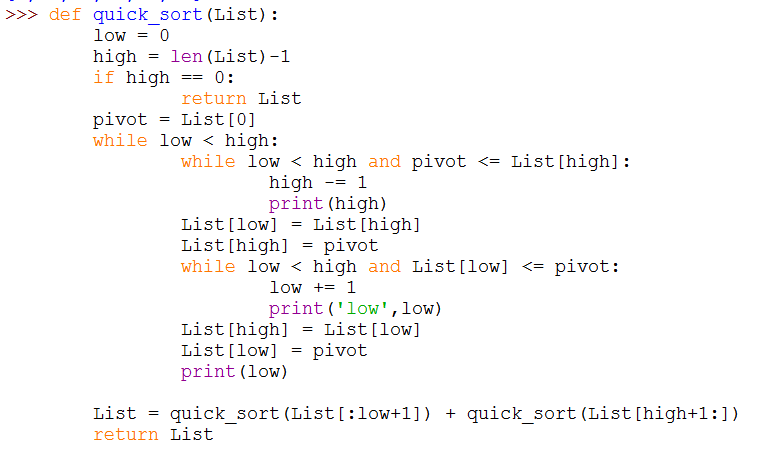 >>> def quick_sort(List):
        low = 0
        high = len(List)-1
        if high == 0:
                return List
        pivot = List[0]
        while low < high:
                while low < high and pivot <= List[high]:
                        high -= 1
                        print(high)
                List[low] = List[high]
                List[high] = pivot
                while low < high and List[low] <= pivot:
                        low += 1
                        print('low',low)
                List[high] = List[low]
                List[low] = pivot
                print(low)

        List = quick_sort(List[:low+1]) + quick_sort(List[high+1:])
        return List